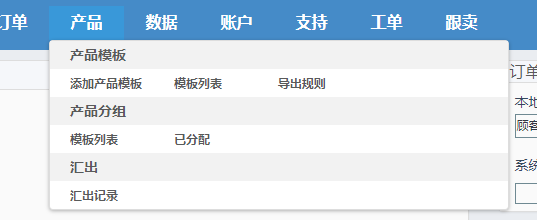 订单 产品 数据 账户 支持 工单 跟卖
产品模板
添加产品模板 模板列表 导出规则
产品分组
模板列表 已分配
汇出
汇出记录
订单
本地
顾客
系统